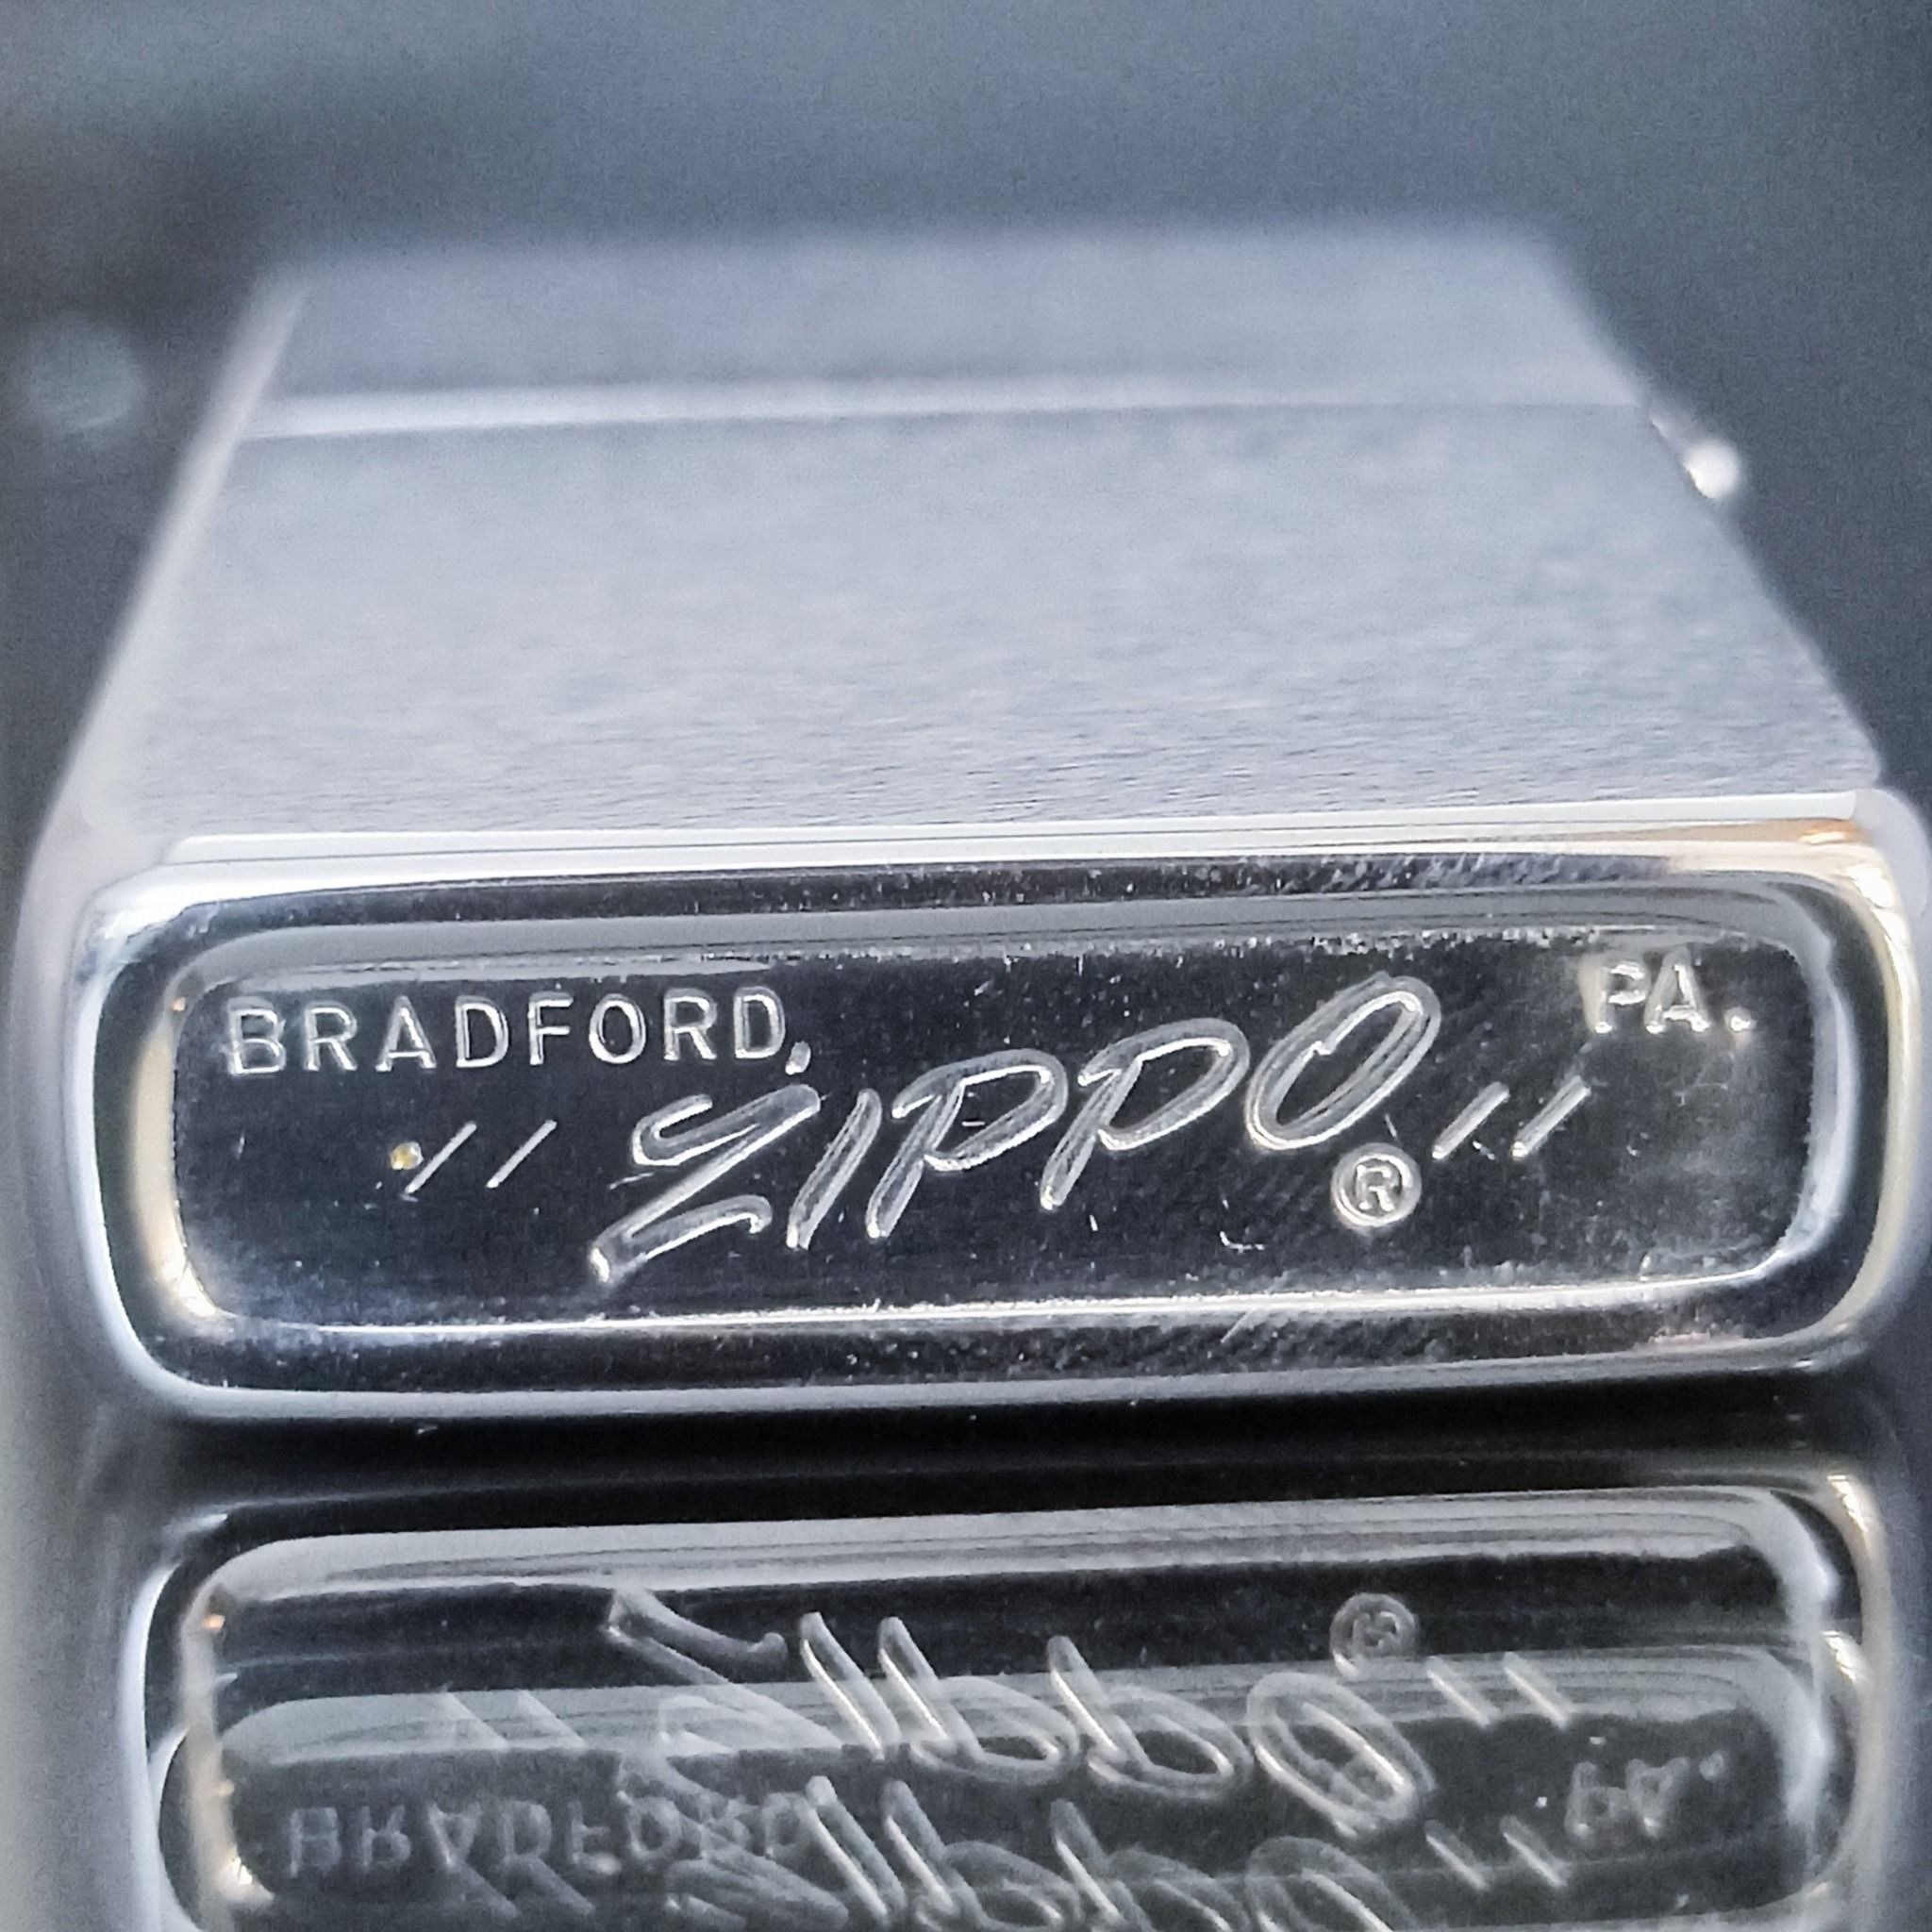 BRADFORD, PA.
// ZIPPO ® //